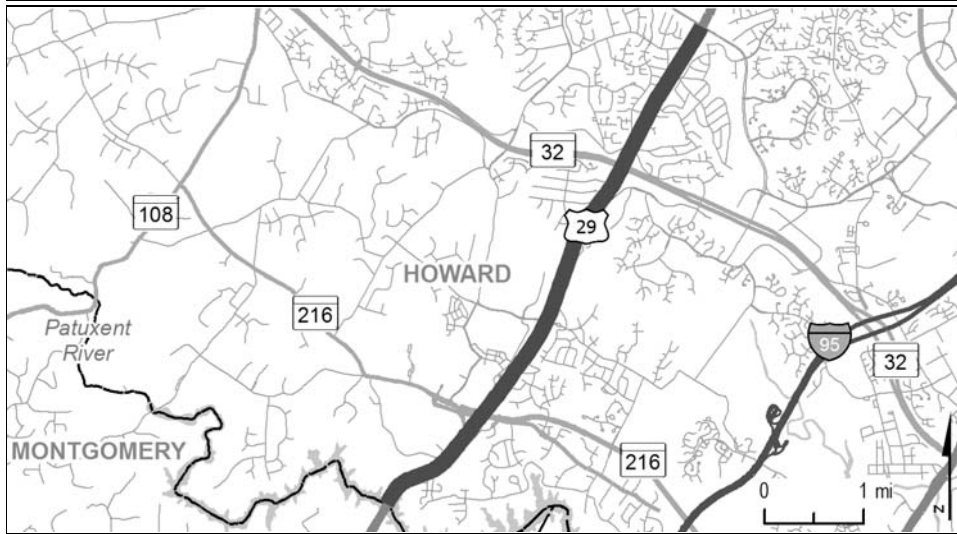 32
108
29
HOWARD
216
Patuxent
River
95
32
MONTGOMERY
216
0 1 mi
N